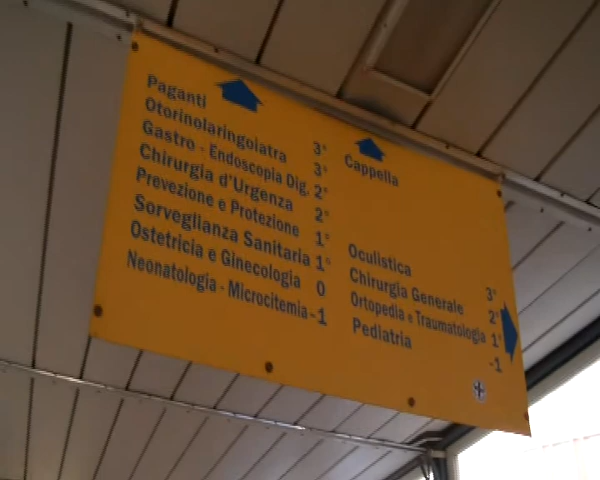 Paganti 3°
Otorinolaringoiatra 3°
Gastro - Endoscopia Dig. 2°
Chirurgia d'Urgenza 2°
Prevezione e Protezione 1°
Sorveglianza Sanitaria 1°
Ostetricia e Ginecologia 0
Neonatologia - Microcitemia -1
Cappella
Oculistica 3°
Chirurgia Generale 2°
Ortopedia e Traumatologia 1°
Pediatria -1